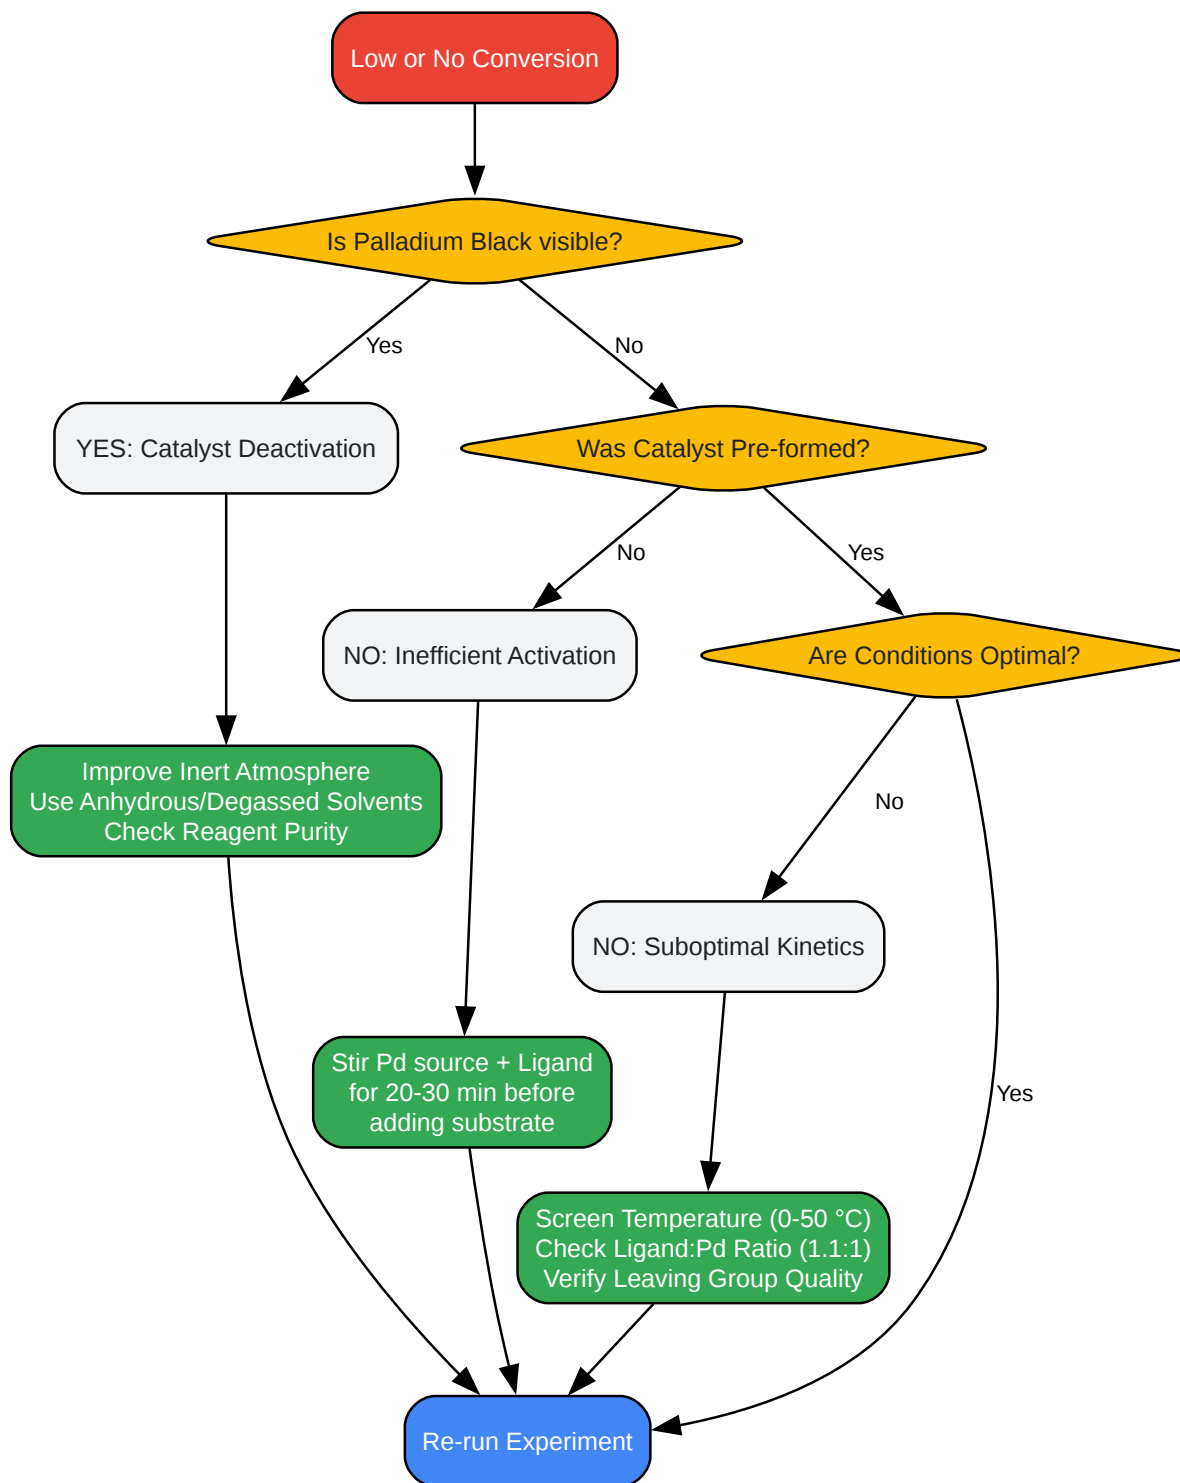 Low or No Conversion
Is Palladium Black visible?
Yes
No
YES: Catalyst Deactivation
Was Catalyst Pre-formed?
No
Yes
NO: Inefficient Activation
Are Conditions Optimal?
Improve Inert Atmosphere
Use Anhydrous/Degassed Solvents
Check Reagent Purity
No
NO: Suboptimal Kinetics
Stir Pd source + Ligand
for 20-30 min before
adding substrate
Yes
Screen Temperature (0-50 °C)
Check Ligand:Pd Ratio (1.1:1)
Verify Leaving Group Quality
Re-run Experiment